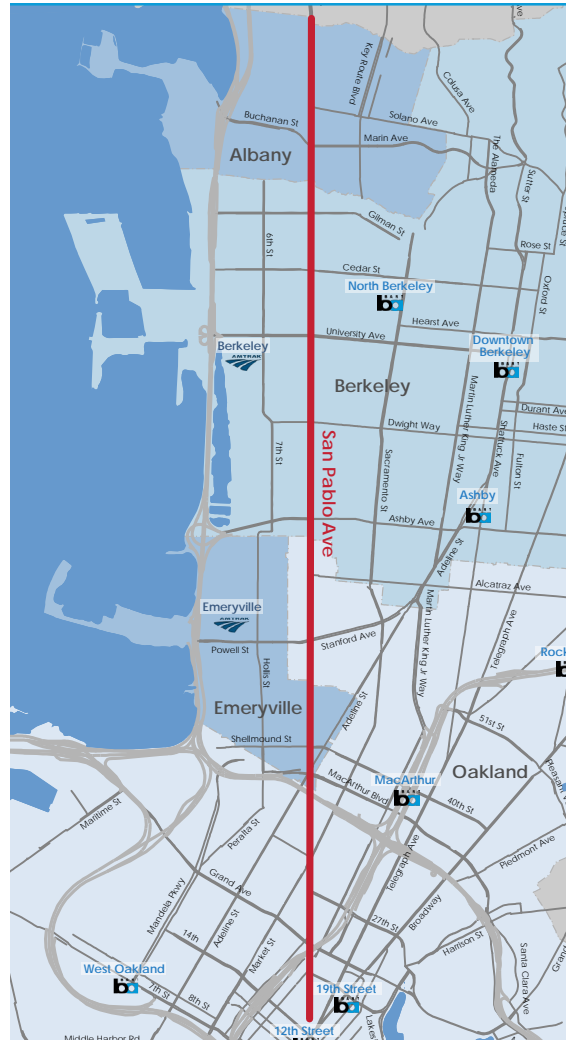 Key Route Blvd
Colusa Ave
Buchanan St
Solano Ave
Marin Ave
Albany
The Alameda
Sutter St
Gilman St
6th St
Rose St
Cedar St
Oxford St
North Berkeley
Hearst Ave
University Ave
Downtown
Berkeley
Berkeley
AMTRAK
Berkeley
Martin Luther King Jr Way
Durant Ave
Dwight Way
Haste St
Shattuck Ave
7th St
San Pablo Ave
Sacramento St
Fulton St
Ashby
Ashby Ave
Adeline St
Alcatraz Ave
Emeryville
AMTRAK
Stanford Ave
Powell St
Martin Luther King Jr Way
Telegraph Ave
Rock
Hollis St
Adeline St
Emeryville
51st St
Shellmound St
Oakland
MacArthur
MacArthur Blvd
40th St
Maritime St
Peralta St
Telegraph Ave
Piedmont Ave
Grand Ave
Mandela Pkwy
Adeline St
Market St
27th St
Broadway
Harrison St
14th
Santa Clara Ave
Grand
West Oakland
7th St
8th St
19th Street
12th Street
Middle Harbor Rd